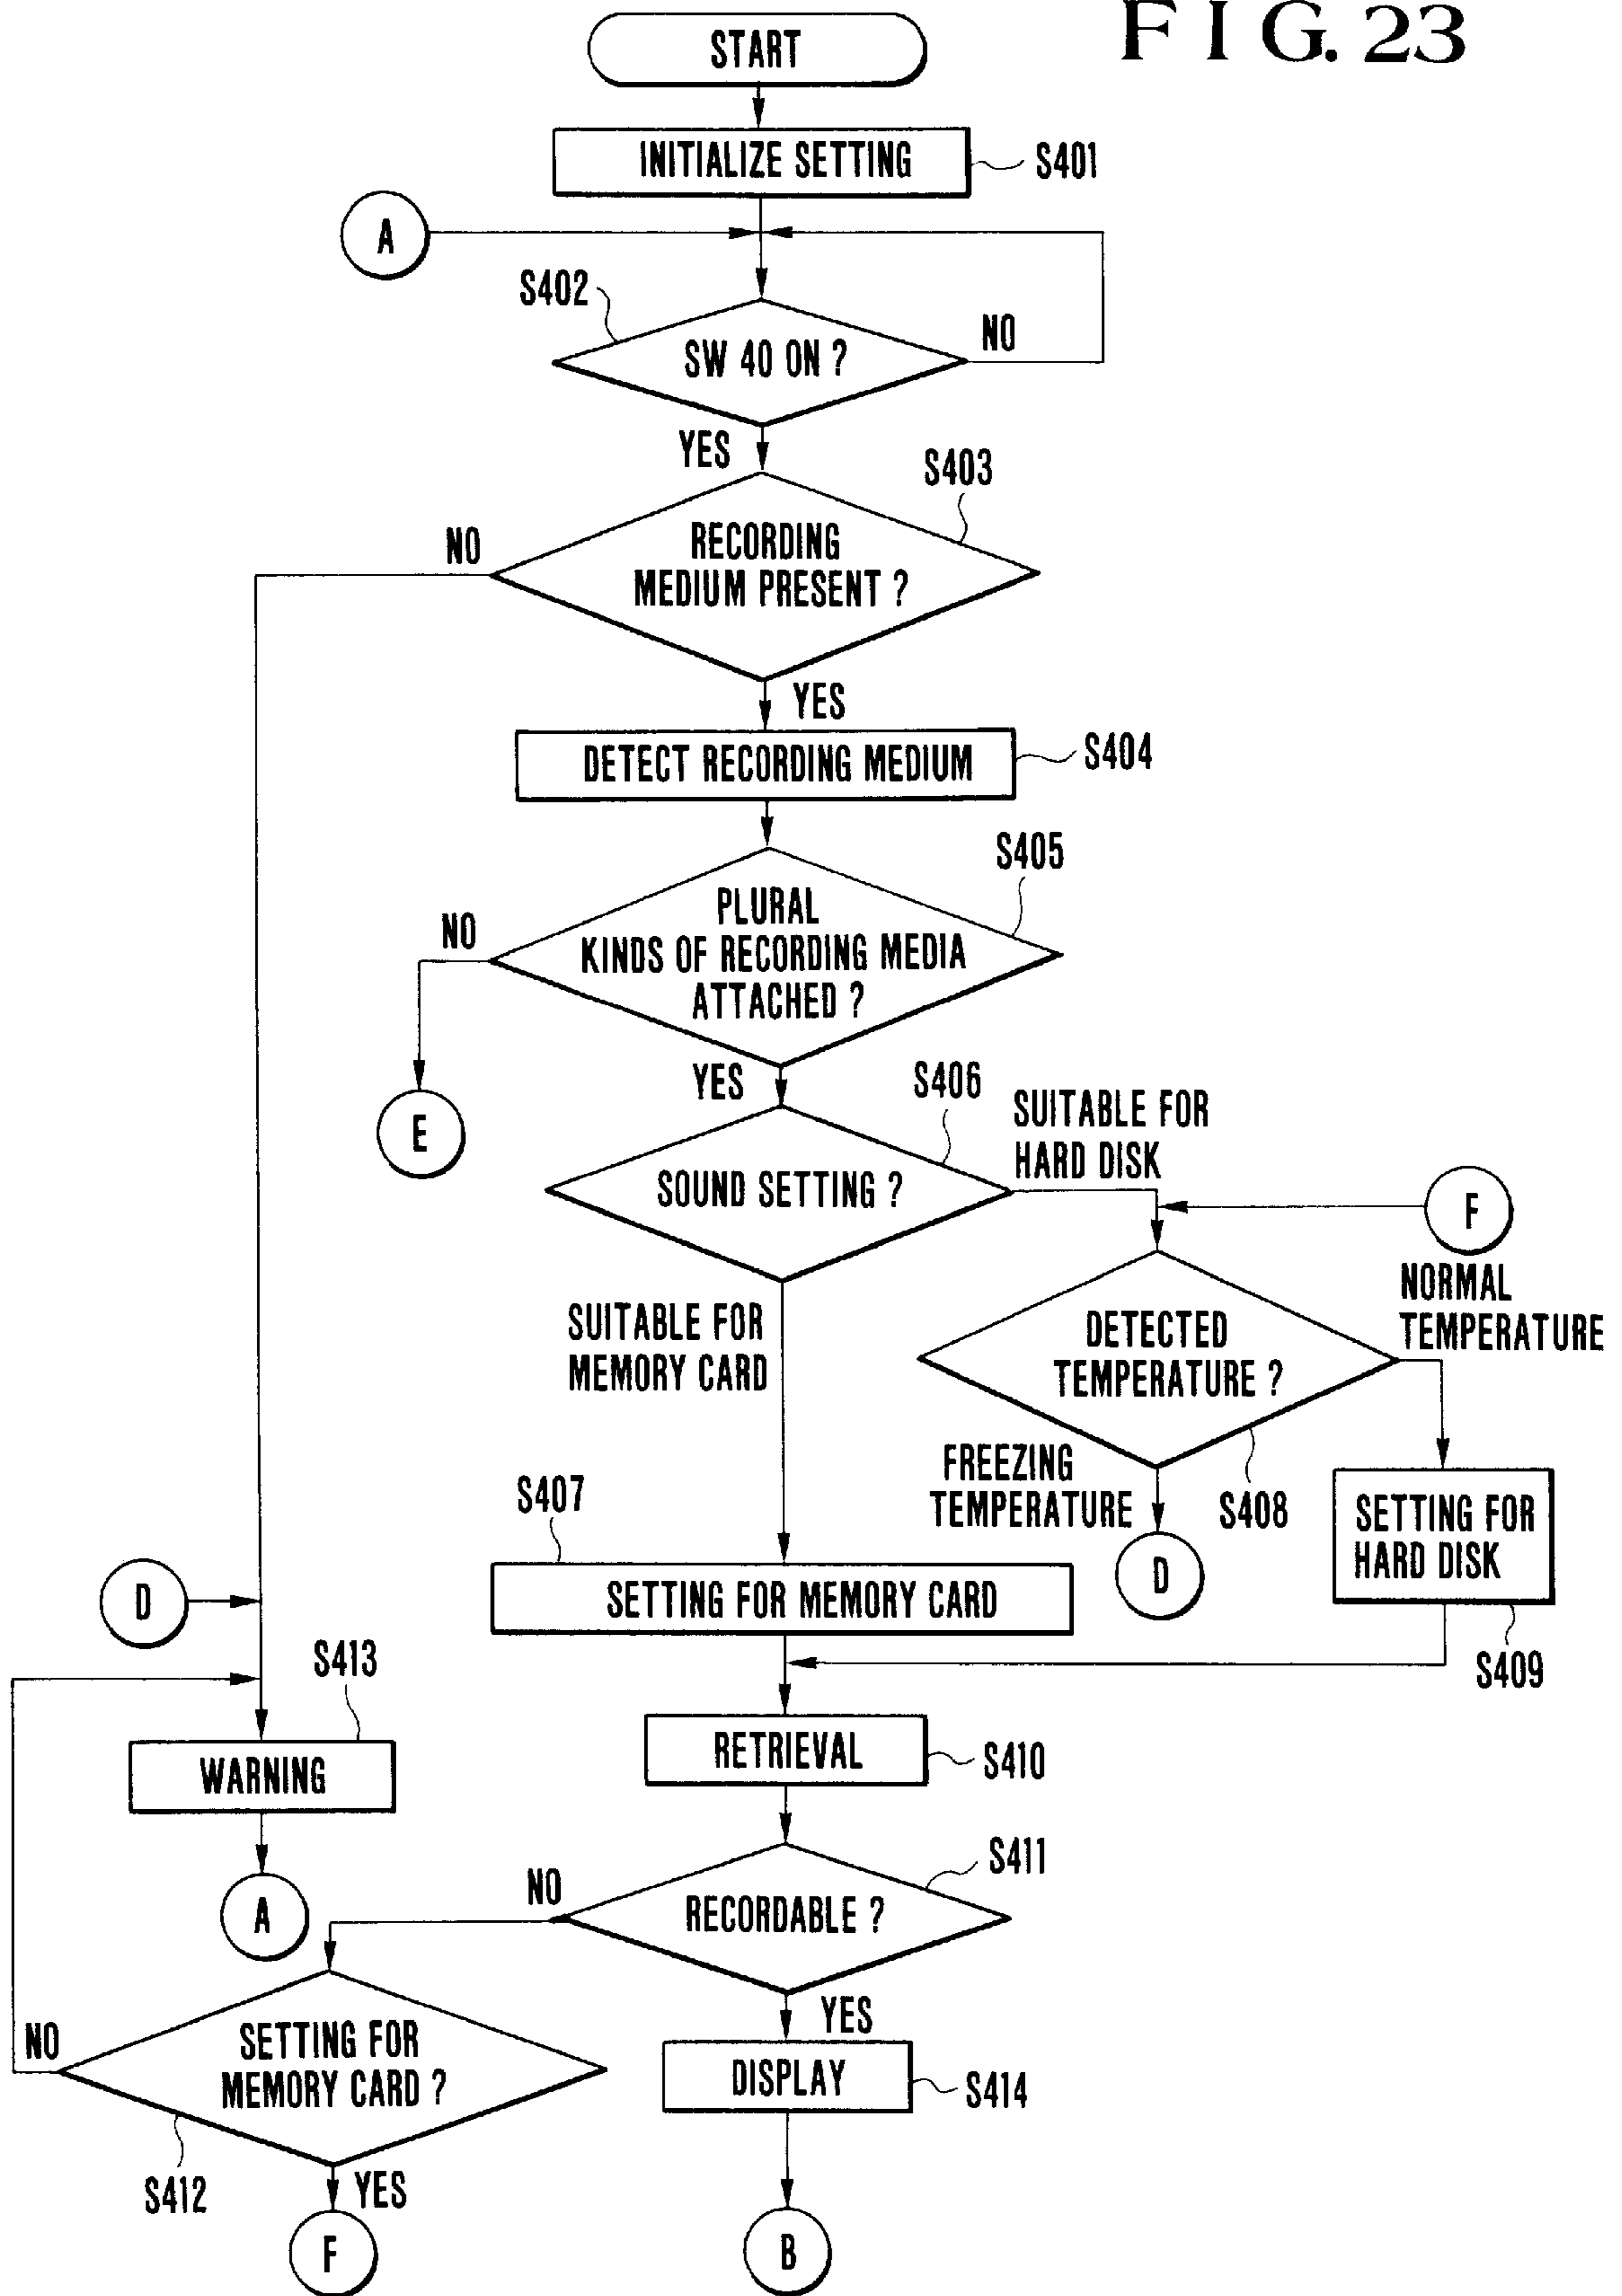 FIG. 23
START
INITIALIZE SETTING
S401
A
S402
SW 40 ON ?
NO
YES
S403
RECORDING
MEDIUM PRESENT ?
NO
YES
DETECT RECORDING MEDIUM
S404
S405
PLURAL
KINDS OF RECORDING MEDIA
ATTACHED ?
NO
YES
E
S406
SOUND SETTING ?
SUITABLE FOR
HARD DISK
F
SUITABLE FOR
MEMORY CARD
DETECTED
TEMPERATURE ?
NORMAL
TEMPERATURE
FREEZING
TEMPERATURE
S408
D
SETTING FOR
HARD DISK
S409
S407
SETTING FOR MEMORY CARD
D
S413
WARNING
A
RETRIEVAL
S410
S411
RECORDABLE ?
NO
YES
SETTING FOR
MEMORY CARD ?
NO
S412
YES
F
DISPLAY
S414
B